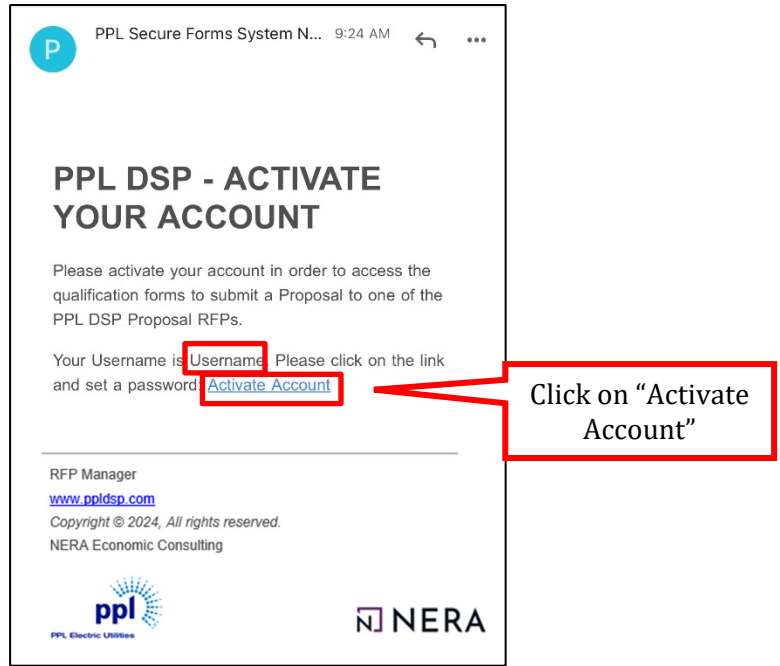 P
PPL Secure Forms System N... 9:24 AM
PPL DSP - ACTIVATE
YOUR ACCOUNT
Please activate your account in order to access the
qualification forms to submit a Proposal to one of the
PPL DSP Proposal RFPs.
Your Username is Username. Please click on the link
and set a password: Activate Account
Click on “Activate
Account”
RFP Manager
www.ppldsp.com
Copyright © 2024, All rights reserved.
NERA Economic Consulting
ppl
PPL Electric Utilities
N NERA